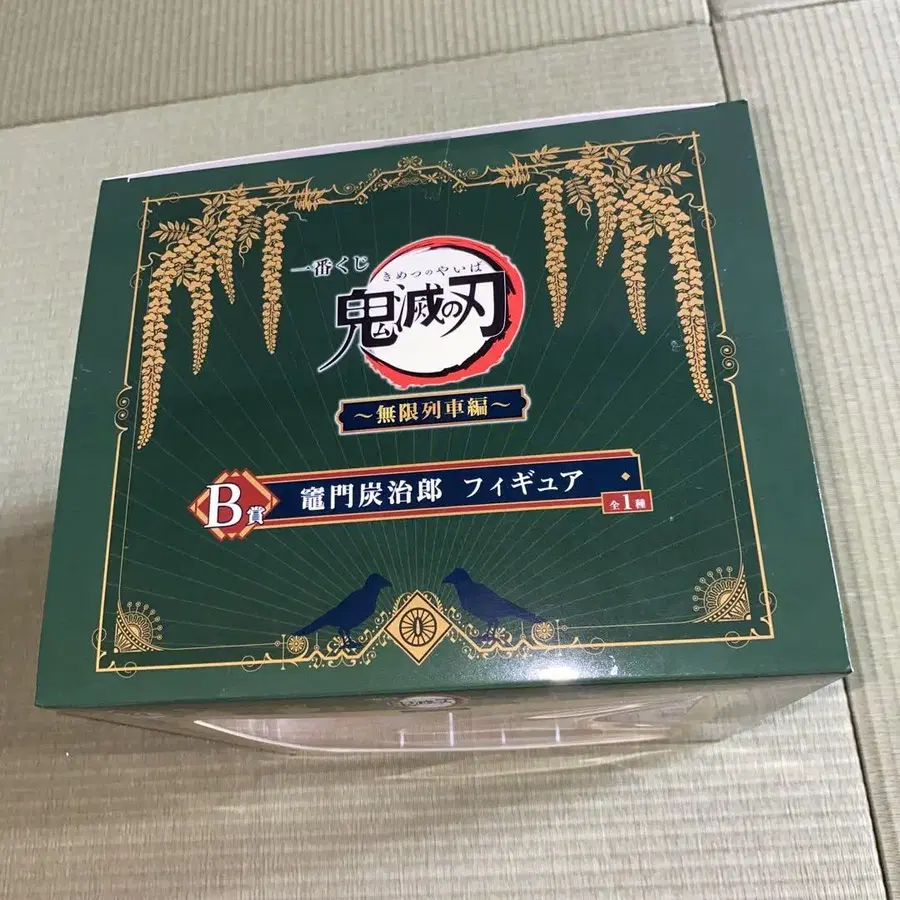 一番くじ
きめつのやいば
鬼滅の刃
～無限列車編～
B賞
竈門炭治郎 フィギュア
全1種